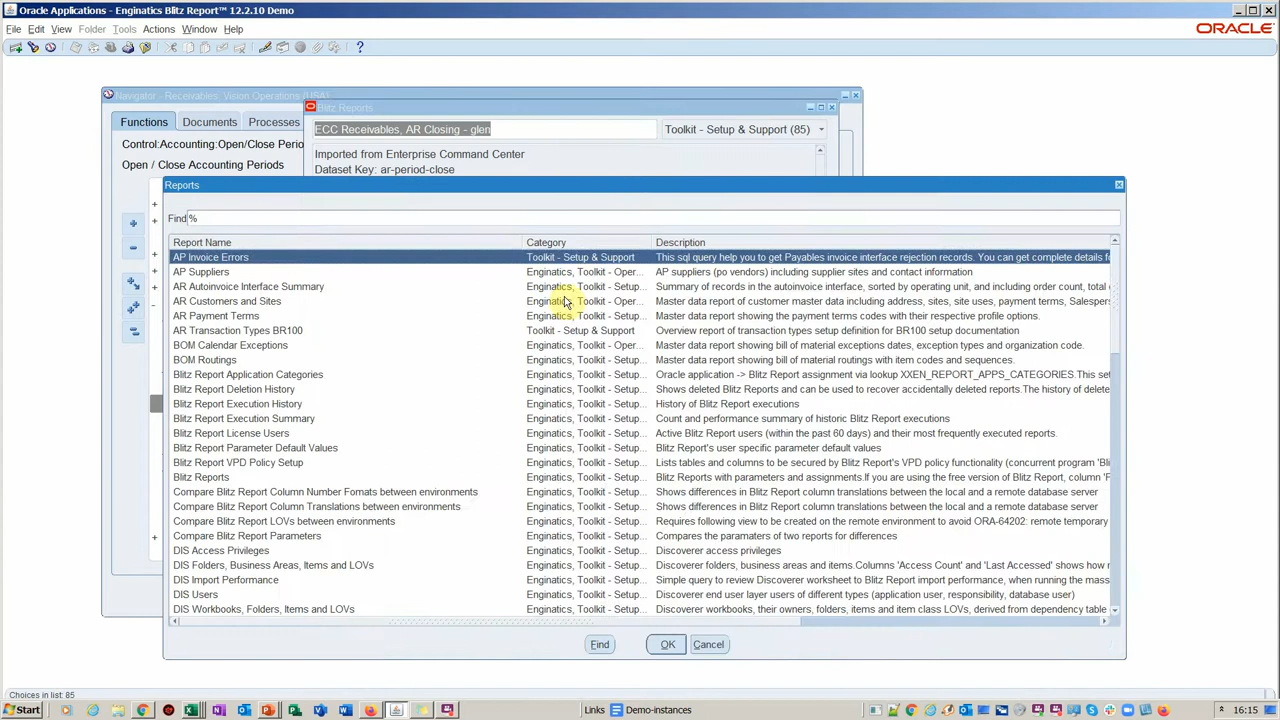 Oracle Applications - Enginatics Blitz Report™ 12.2.10 Demo
File Edit View Folder Tools Actions Window Help
ORACLE
Navigator - Receivables: Vision Operations (USA)
Blitz Reports
Functions Documents Processes
ECC Receivables, AR Closing - glen
Toolkit - Setup & Support (85)
Control:Accounting:Open/Close Perio
Imported from Enterprise Command Center
Open / Close Accounting Periods
Dataset Key: ar-period-close
Reports
Find %
Report Name Category Description
AP Invoice Errors Toolkit - Setup & Support This sql query help you to get Payables invoice interface rejection records. You can get complete details f
AP Suppliers Enginatics, Toolkit - Oper... AP suppliers (po vendors) including supplier sites and contact information
AR Autoinvoice Interface Summary Enginatics, Toolkit - Setup... Summary of records in the autoinvoice interface, sorted by operating unit, and including order count, total
AR Customers and Sites Enginatics, Toolkit - Oper... Master data report of customer master data including address, sites, site uses, payment terms, Salespers
AR Payment Terms Enginatics, Toolkit - Setup... Master data report showing the payment terms codes with their respective profile options.
AR Transaction Types BR100 Toolkit - Setup & Support Overview report of transaction types setup definition for BR100 setup documentation
BOM Calendar Exceptions Enginatics, Toolkit - Oper... Master data report showing bill of material exceptions dates, exception types and organization code.
BOM Routings Enginatics, Toolkit - Setup... Master data report showing bill of material routings with item codes and sequences.
Blitz Report Application Categories Enginatics, Toolkit - Setup... Oracle application -> Blitz Report assignment via lookup XXEN_REPORT_APPS_CATEGORIES.This set
Blitz Report Deletion History Enginatics, Toolkit - Setup... Shows deleted Blitz Reports and can be used to recover accidentally deleted reports.The history of delet
Blitz Report Execution History Enginatics, Toolkit - Setup... History of Blitz Report executions
Blitz Report Execution Summary Enginatics, Toolkit - Setup... Count and performance summary of historic Blitz Report executions
Blitz Report License Users Enginatics, Toolkit - Setup... Active Blitz Report users (within the past 60 days) and their most frequently executed reports.
Blitz Report Parameter Default Values Enginatics, Toolkit - Setup... Blitz Report's user specific parameter default values
Blitz Report VPD Policy Setup Enginatics, Toolkit - Setup... Lists tables and columns to be secured by Blitz Report's VPD policy functionality (concurrent program 'Bl
Blitz Reports Enginatics, Toolkit - Setup... Blitz Reports with parameters and assignments.If you are using the free version of Blitz Report, column 'F
Compare Blitz Report Column Number Fomats between environments Enginatics, Toolkit - Setup... Shows differences in Blitz Report column translations between the local and a remote database server
Compare Blitz Report Column Translations between environments Enginatics, Toolkit - Setup... Shows differences in Blitz Report column translations between the local and a remote database server
Compare Blitz Report LOVs between environments Enginatics, Toolkit - Setup... Requires following view to be created on the remote environment to avoid ORA-64202: remote temporary
Compare Blitz Report Parameters Enginatics, Toolkit - Setup... Compares the paramaters of two reports for differences
DIS Access Privileges Enginatics, Toolkit - Setup... Discoverer access privileges
DIS Folders, Business Areas, Items and LOVs Enginatics, Toolkit - Setup... Discoverer folders, business areas and items.Columns 'Access Count' and 'Last Accessed' shows how r
DIS Import Performance Enginatics, Toolkit - Setup... Simple query to review Discoverer worksheet to Blitz Report import performance, when running the mass
DIS Users Enginatics, Toolkit - Setup... Discoverer end user layer users of different types (application user, responsibility, database user)
DIS Workbooks, Folders, Items and LOVs Enginatics, Toolkit - Setup... Discoverer workbooks, their owners, folders, items and item class LOVs, derived from dependency table
Find OK Cancel
Choices in list: 85
Start Links Demo-instances 16:15